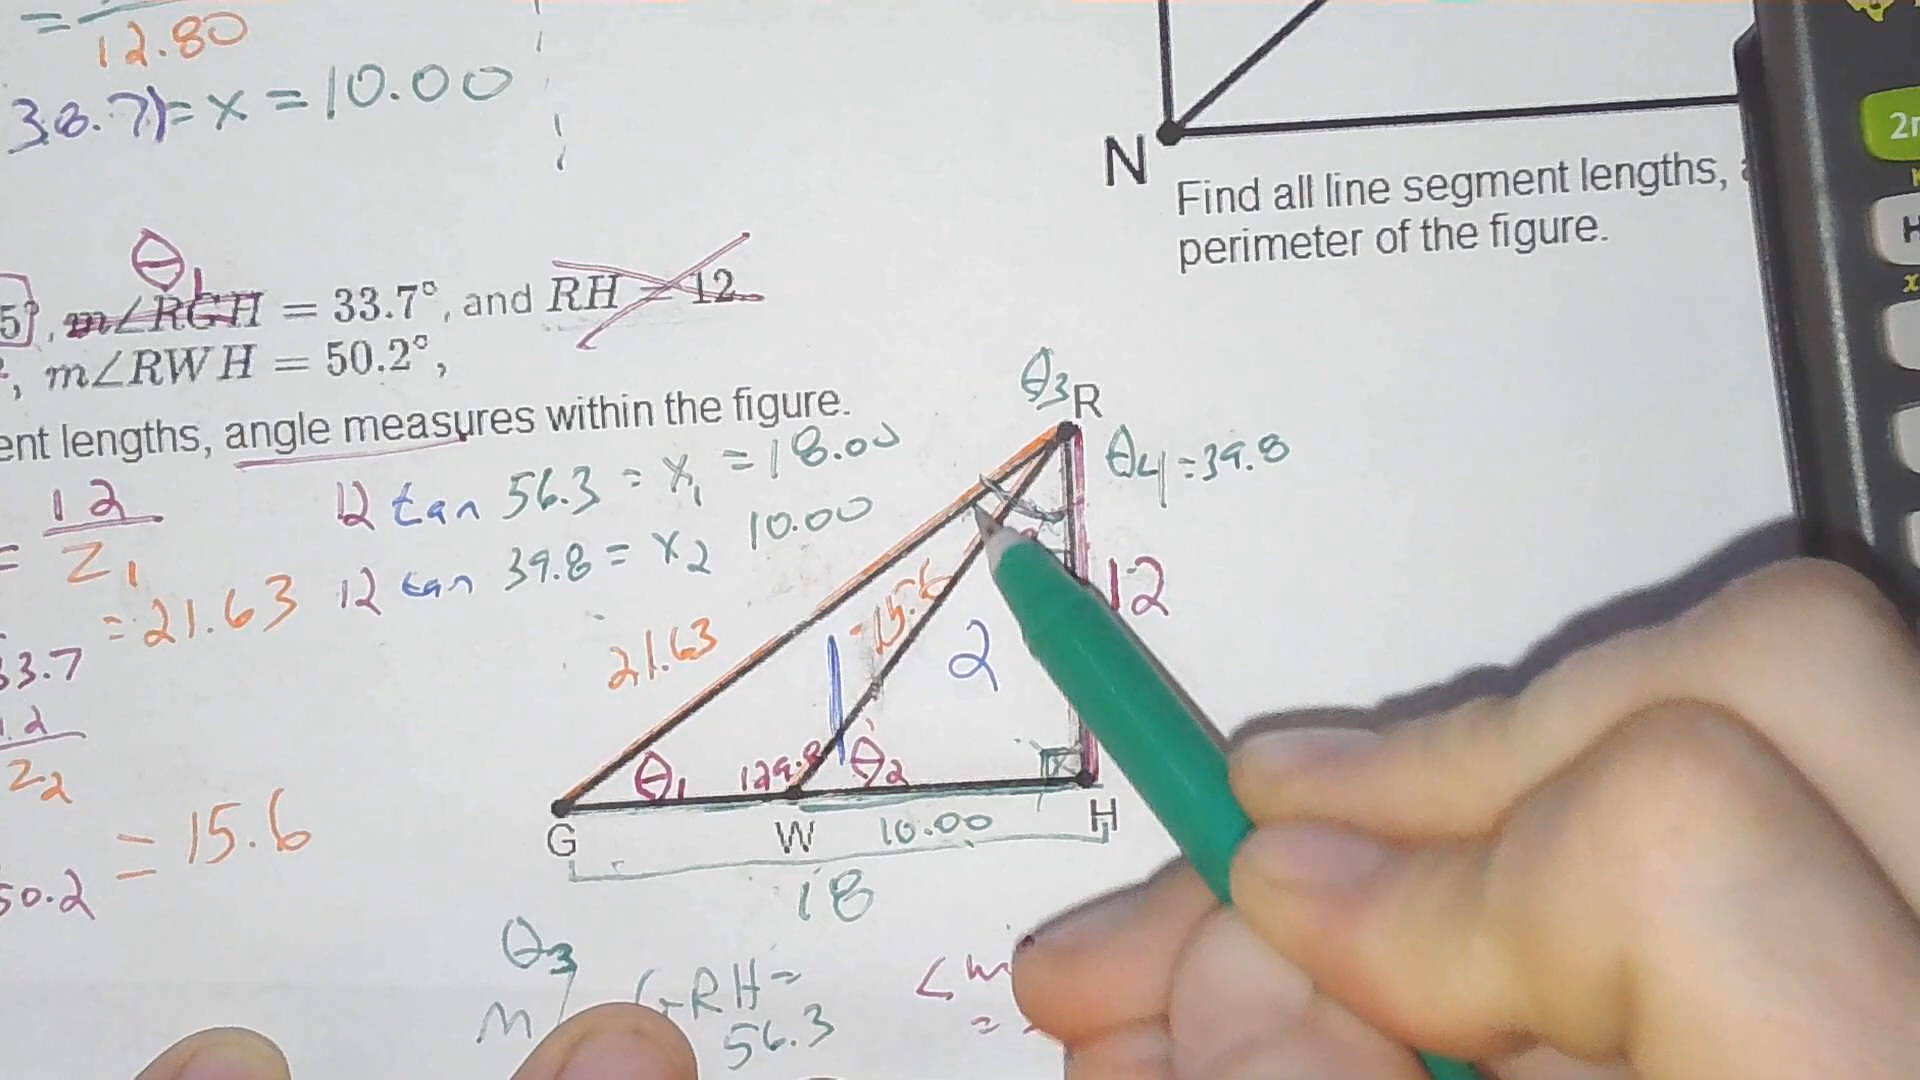 =
12.80
38.7)= x = 10.00
N
Find all line segment lengths,
perimeter of the figure.
θ1
5], m∠RGH = 33.7°, and RH = 12
, m∠RWH = 50.2°,
ent lengths, angle measures within the figure.
= 12
Z1
= 21.63
12 tan 56.3 = x1 = 18.00
12 tan 39.8 = x2 10.00
33.7
Z2
50.2
= 15.6
θ3 R
θ4 = 39.8
12
21.63
15.6
1
2
θ1 129.8 θ2
G W 10.00 H
18
θ3
GRH =
56.3
2n